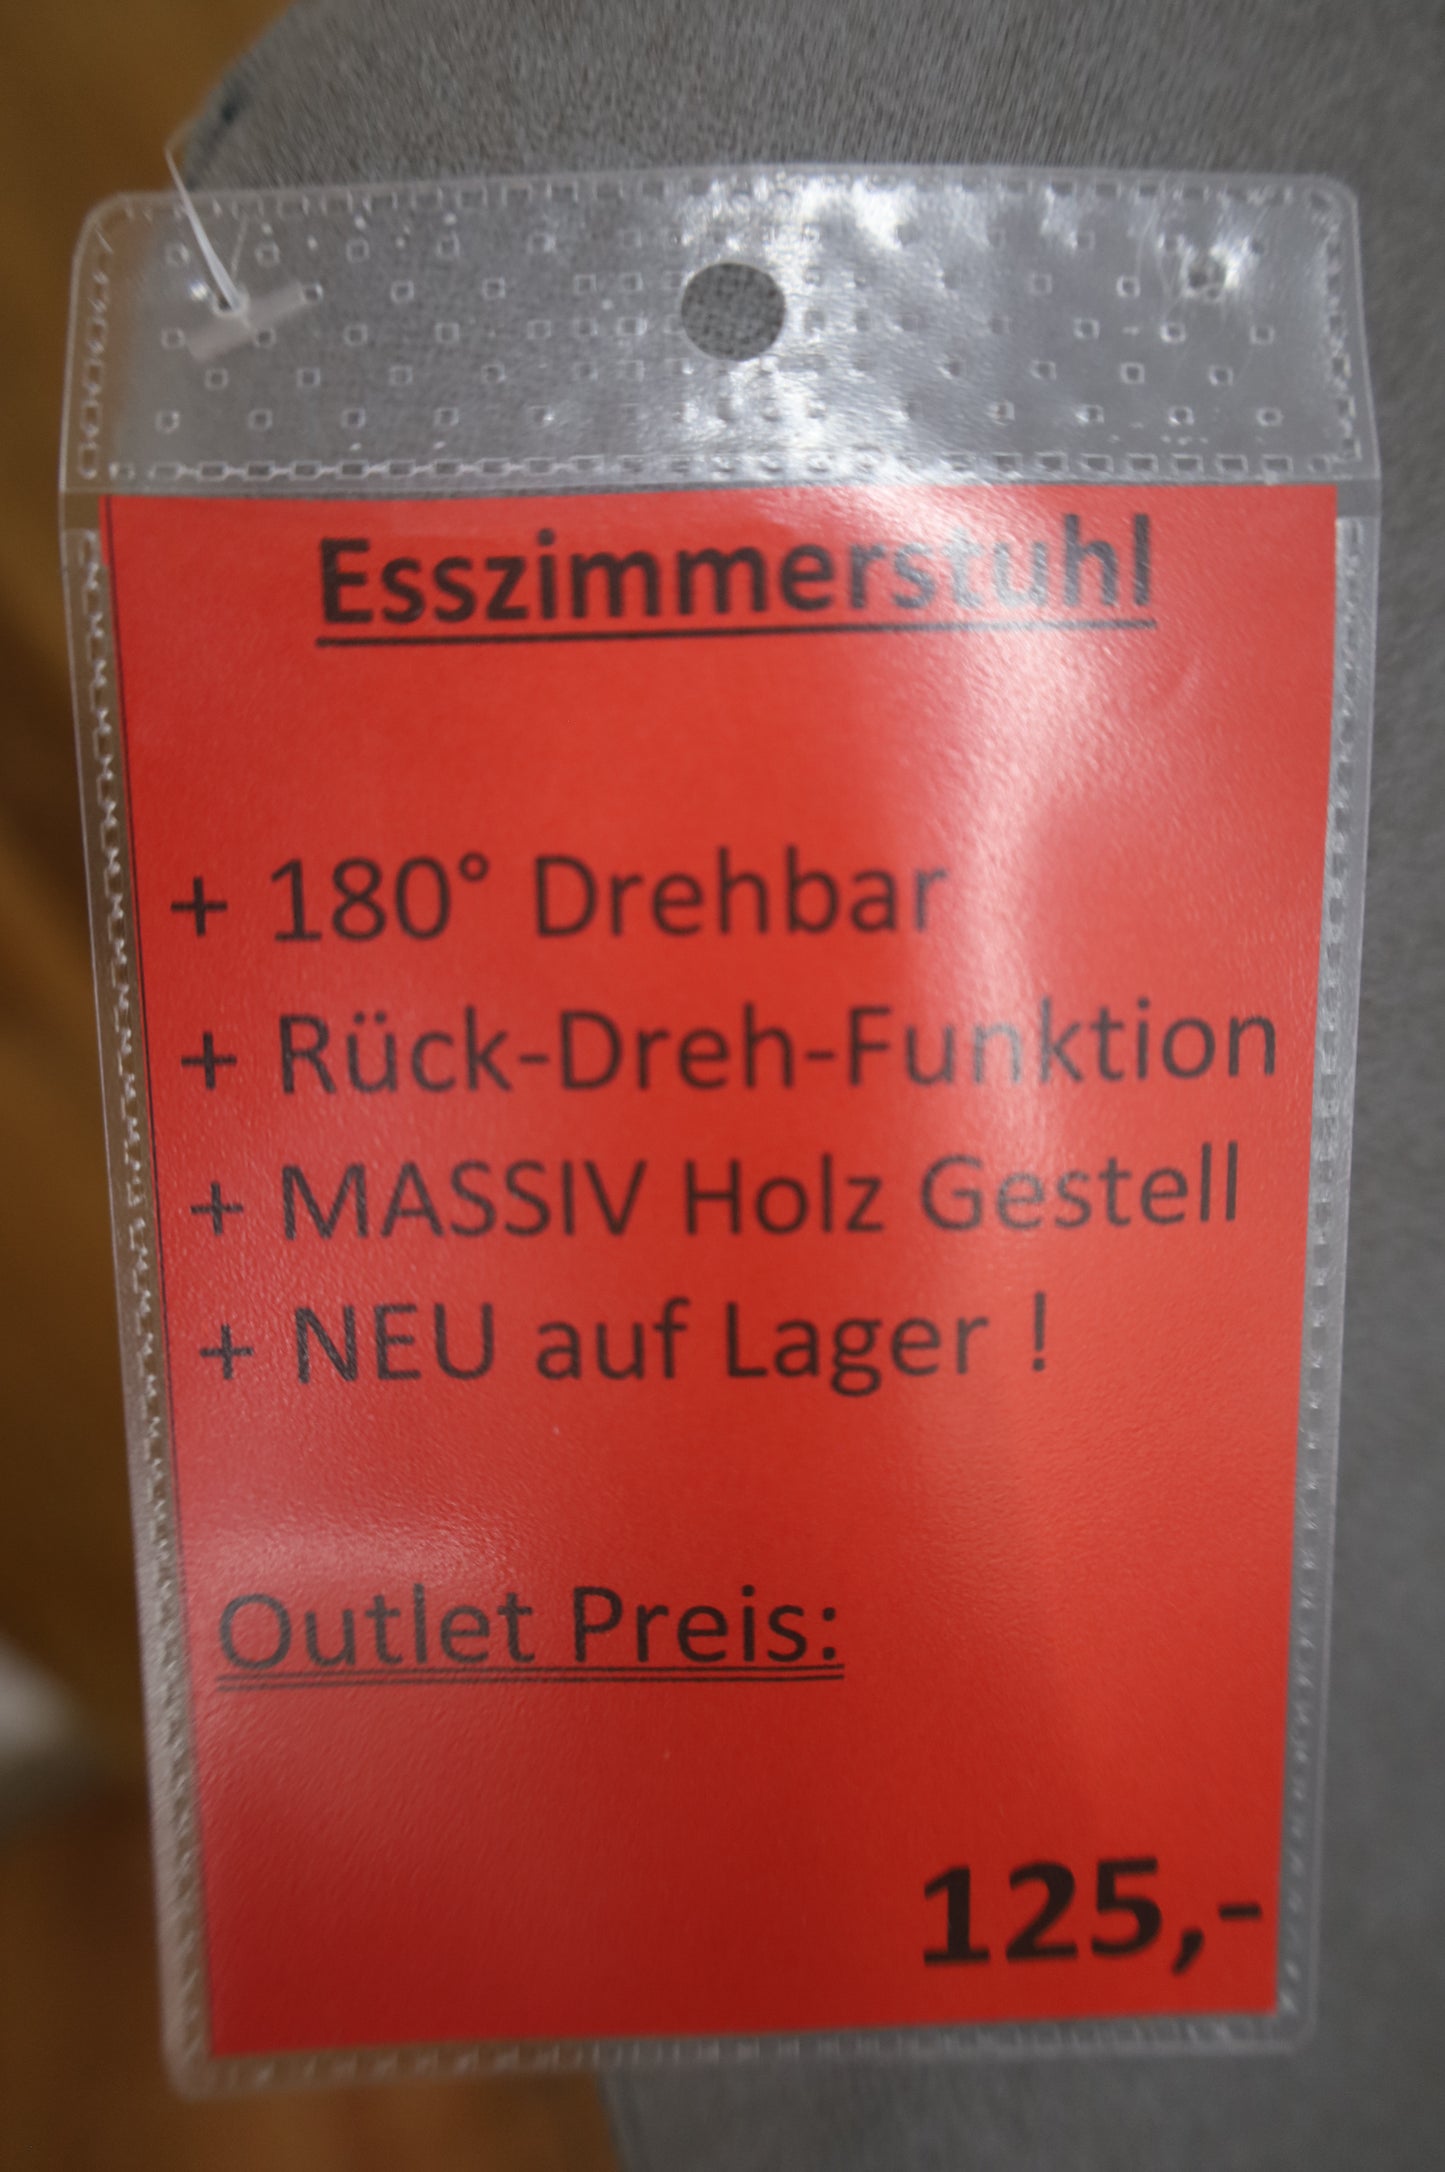 Esszimmerstuhl
+ 180° Drehbar
+ Rück-Dreh-Funktion
+ MASSIV Holz Gestell
+ NEU auf Lager !
Outlet Preis:
125,-